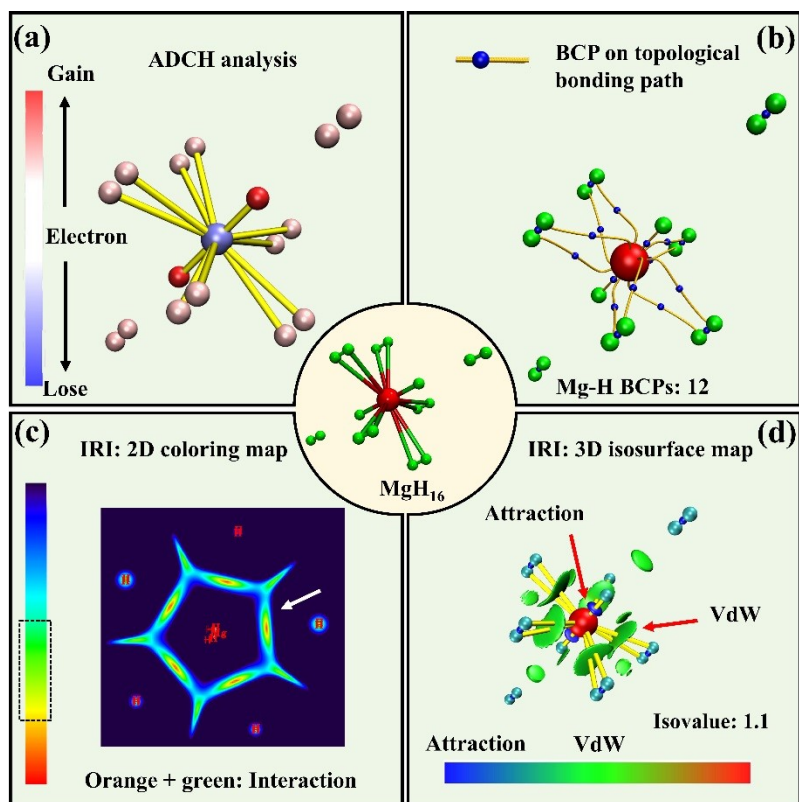 (a)
ADCH analysis
Gain
Electron
Lose
(b)
BCP on topological
bonding path
Mg-H BCPs: 12
MgH₁₆
(c)
IRI: 2D coloring map
H
H
H
H
H
Orange + green: Interaction
(d)
IRI: 3D isosurface map
Attraction
VdW
Isovalue: 1.1
Attraction
VdW